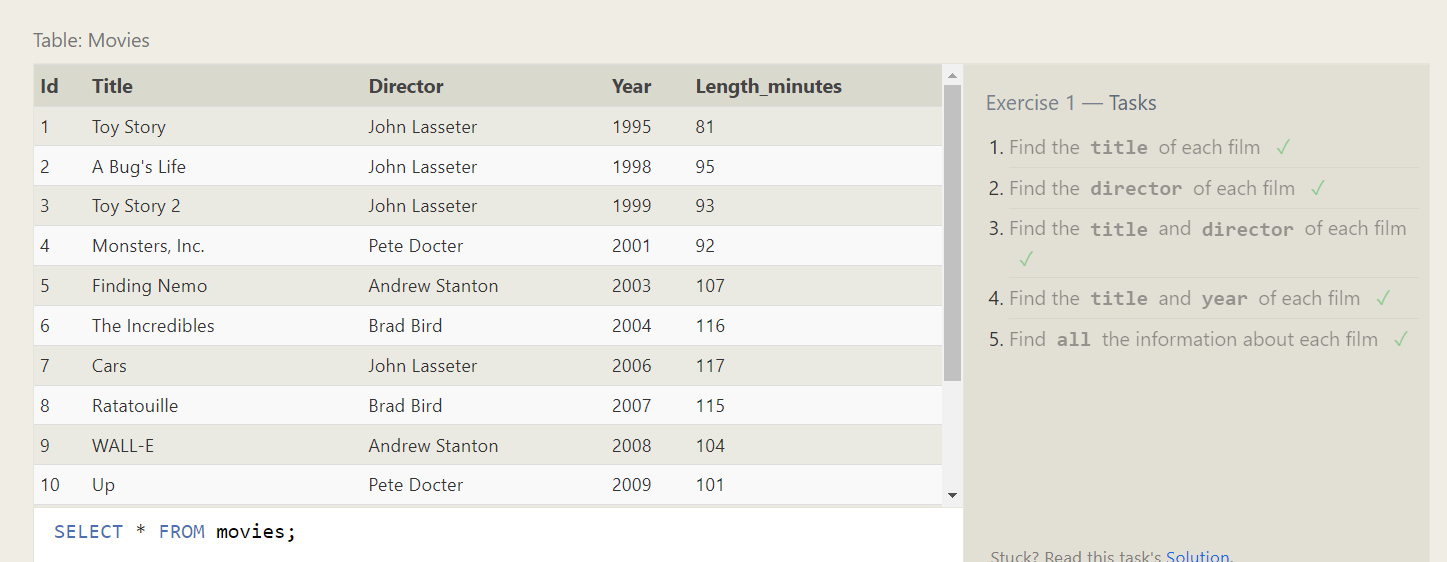 Table: Movies
Id Title Director Year Length_minutes
1 Toy Story John Lasseter 1995 81
2 A Bug's Life John Lasseter 1998 95
3 Toy Story 2 John Lasseter 1999 93
4 Monsters, Inc. Pete Docter 2001 92
5 Finding Nemo Andrew Stanton 2003 107
6 The Incredibles Brad Bird 2004 116
7 Cars John Lasseter 2006 117
8 Ratatouille Brad Bird 2007 115
9 WALL-E Andrew Stanton 2008 104
10 Up Pete Docter 2009 101
SELECT * FROM movies;
Exercise 1 — Tasks
1. Find the title of each film ✓
2. Find the director of each film ✓
3. Find the title and director of each film
✓
4. Find the title and year of each film ✓
5. Find all the information about each film ✓
Stuck? Read this task's Solution.